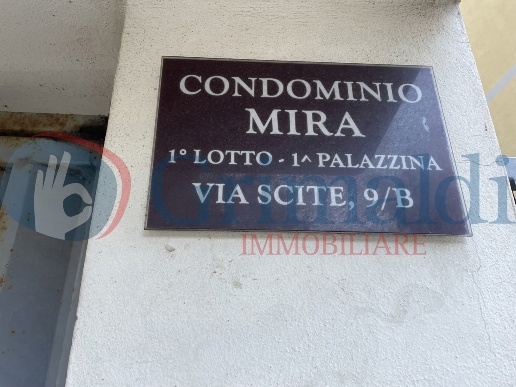 CONDOMINIO
MIRA
1° LOTTO - 1^ PALAZZINA
VIA SCITE, 9/B
Grimaldi
IMMOBILIARE